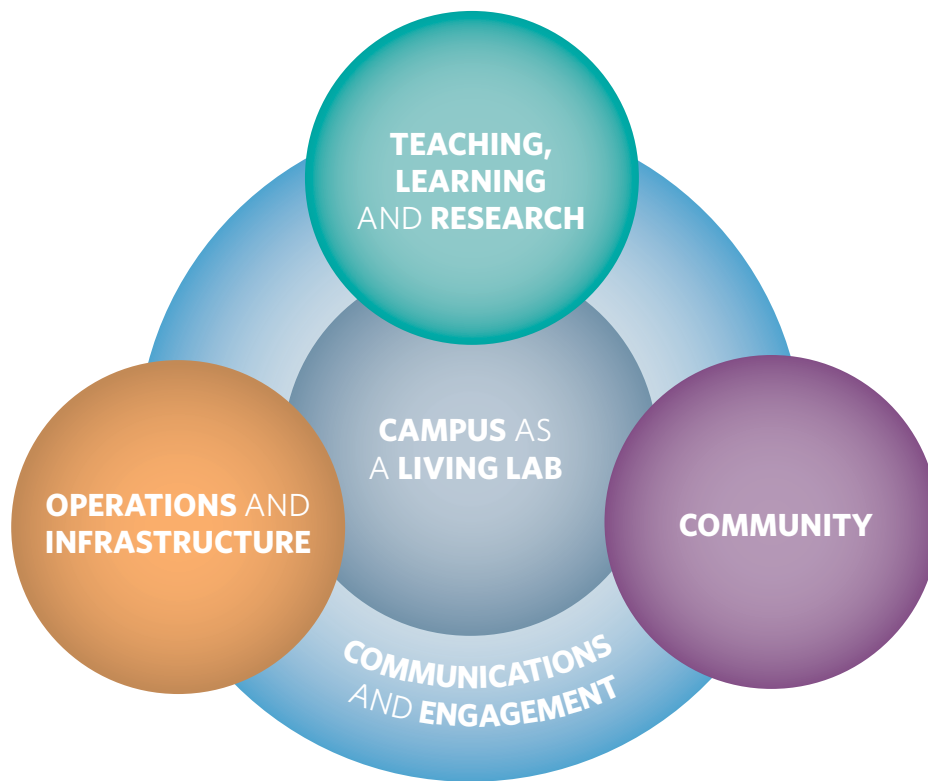 TEACHING,
LEARNING
AND RESEARCH
CAMPUS AS
A LIVING LAB
OPERATIONS AND
INFRASTRUCTURE
COMMUNITY
COMMUNICATIONS
AND ENGAGEMENT